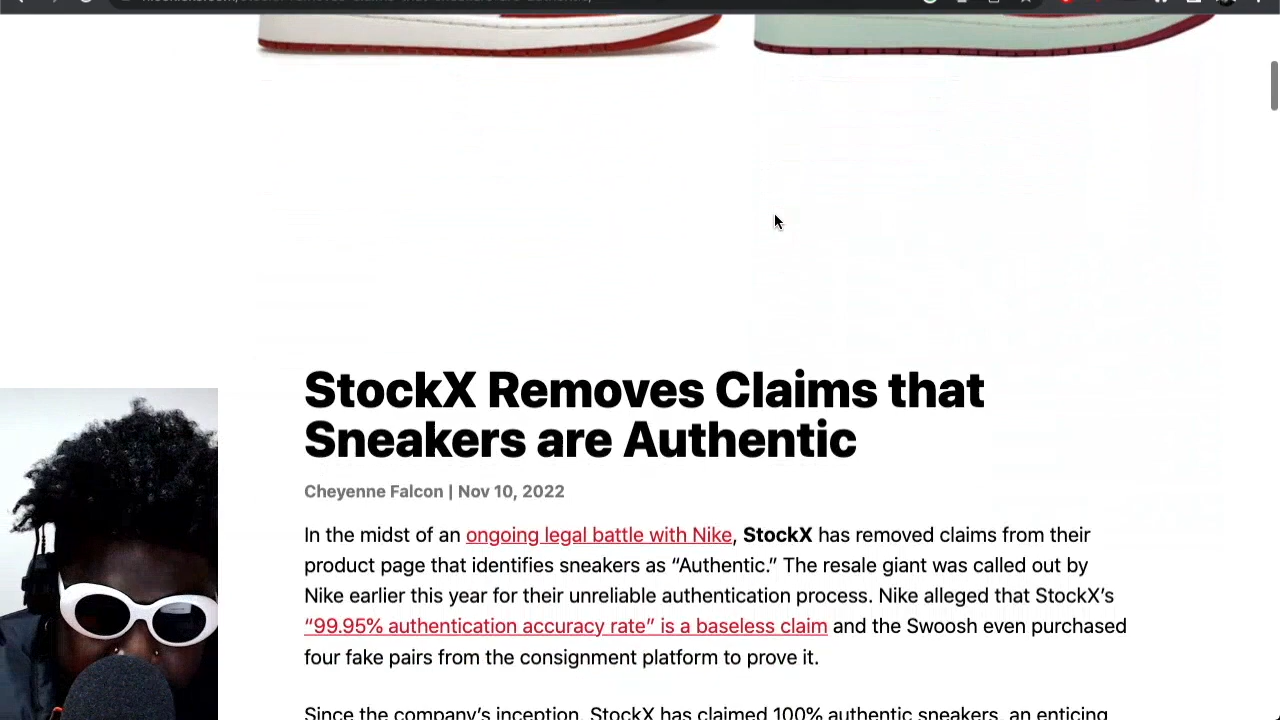 StockX Removes Claims that
Sneakers are Authentic
Cheyenne Falcon | Nov 10, 2022
In the midst of an ongoing legal battle with Nike, StockX has removed claims from their
product page that identifies sneakers as “Authentic.” The resale giant was called out by
Nike earlier this year for their unreliable authentication process. Nike alleged that StockX’s
“99.95% authentication accuracy rate” is a baseless claim and the Swoosh even purchased
four fake pairs from the consignment platform to prove it.
Since the company’s inception, StockX has claimed 100% authentic sneakers, an enticing